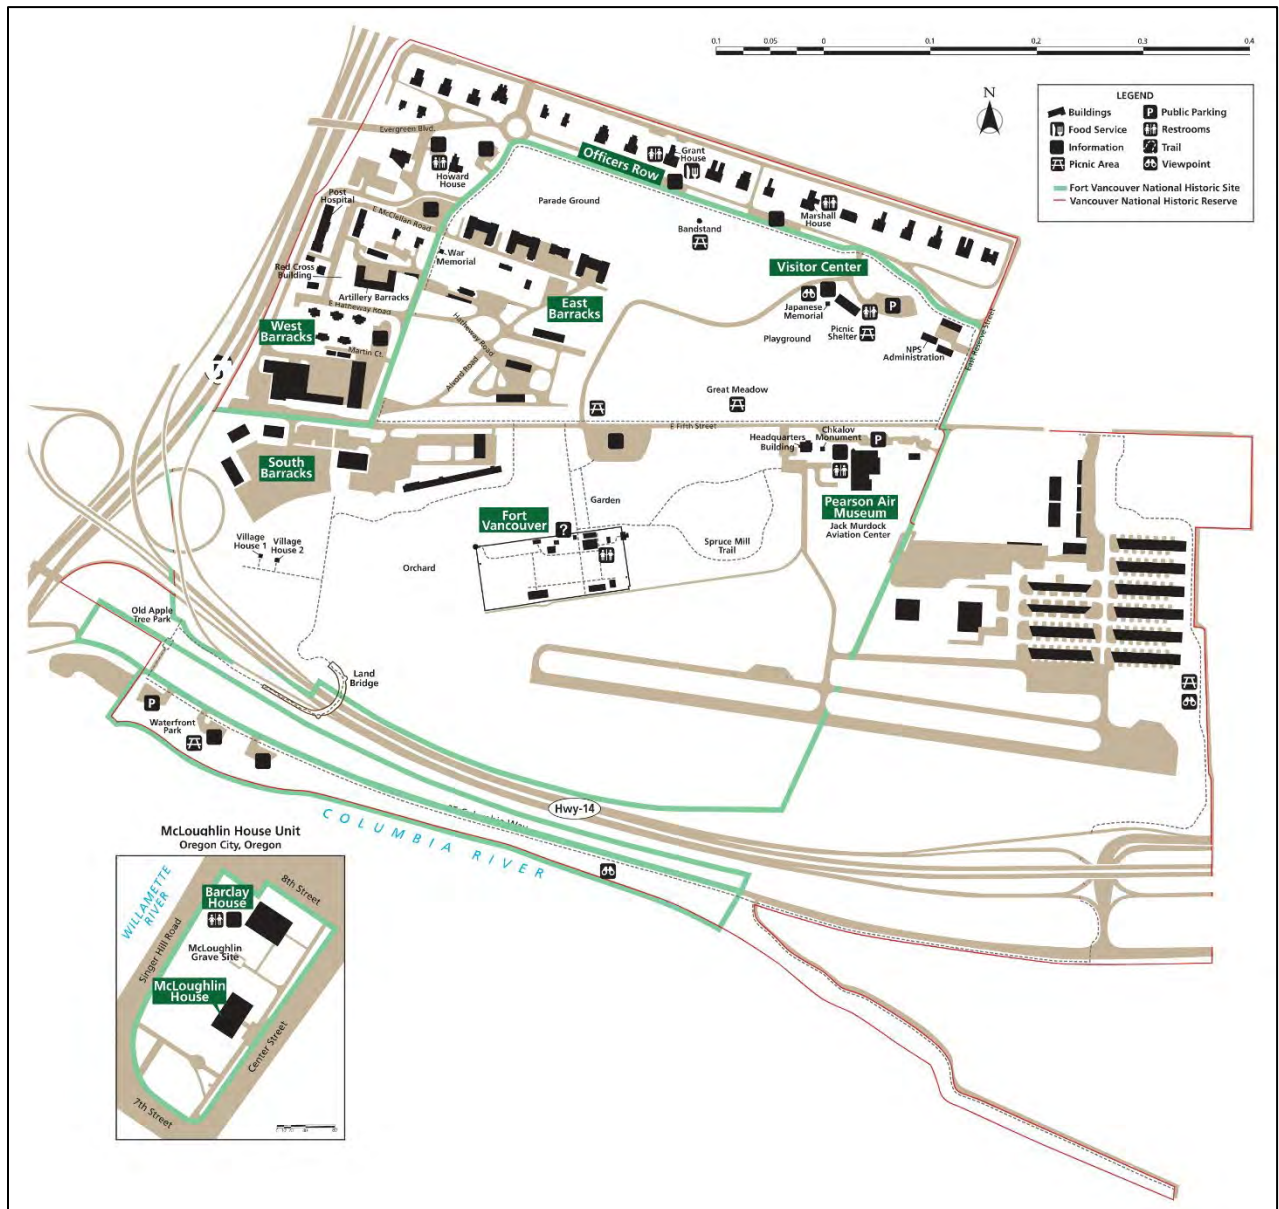 0.1 0.05 0 0.1 0.2 0.3 0.4
N
LEGEND
Buildings
Food Service
Information
Picnic Area
P Public Parking
Restrooms
Trail
Viewpoint
Fort Vancouver National Historic Site
Vancouver National Historic Reserve
Evergreen Blvd.
Howard
House
Officers Row
Grant
House
Post
Hospital
E McClellan Road
Parade Ground
Bandstand
Marshall
House
War
Memorial
Visitor Center
Red Cross
Building
Artillery Barracks
E Hatheway Road
East
Barracks
Hatheway Road
Japanese
Memorial
P
Picnic
Shelter
Playground
NPS
Administration
East Reserve Street
West
Barracks
Martin Ct.
Alvord Road
Great Meadow
E Fifth Street
Headquarters
Building
Chkalov
Monument
P
South
Barracks
Garden
Pearson Air
Museum
Jack Murdock
Aviation Center
Fort
Vancouver
?
Village
House 1
Village
House 2
Orchard
Spruce Mill
Trail
Old Apple
Tree Park
Land
Bridge
P
Waterfront
Park
Hwy-14
COLUMBIA RIVER
McLoughlin House Unit
Oregon City, Oregon
WILLAMETTE
RIVER
Barclay
House
8th Street
Singer Hill Road
McLoughlin
Grave Site
McLoughlin
House
Center Street
7th Street